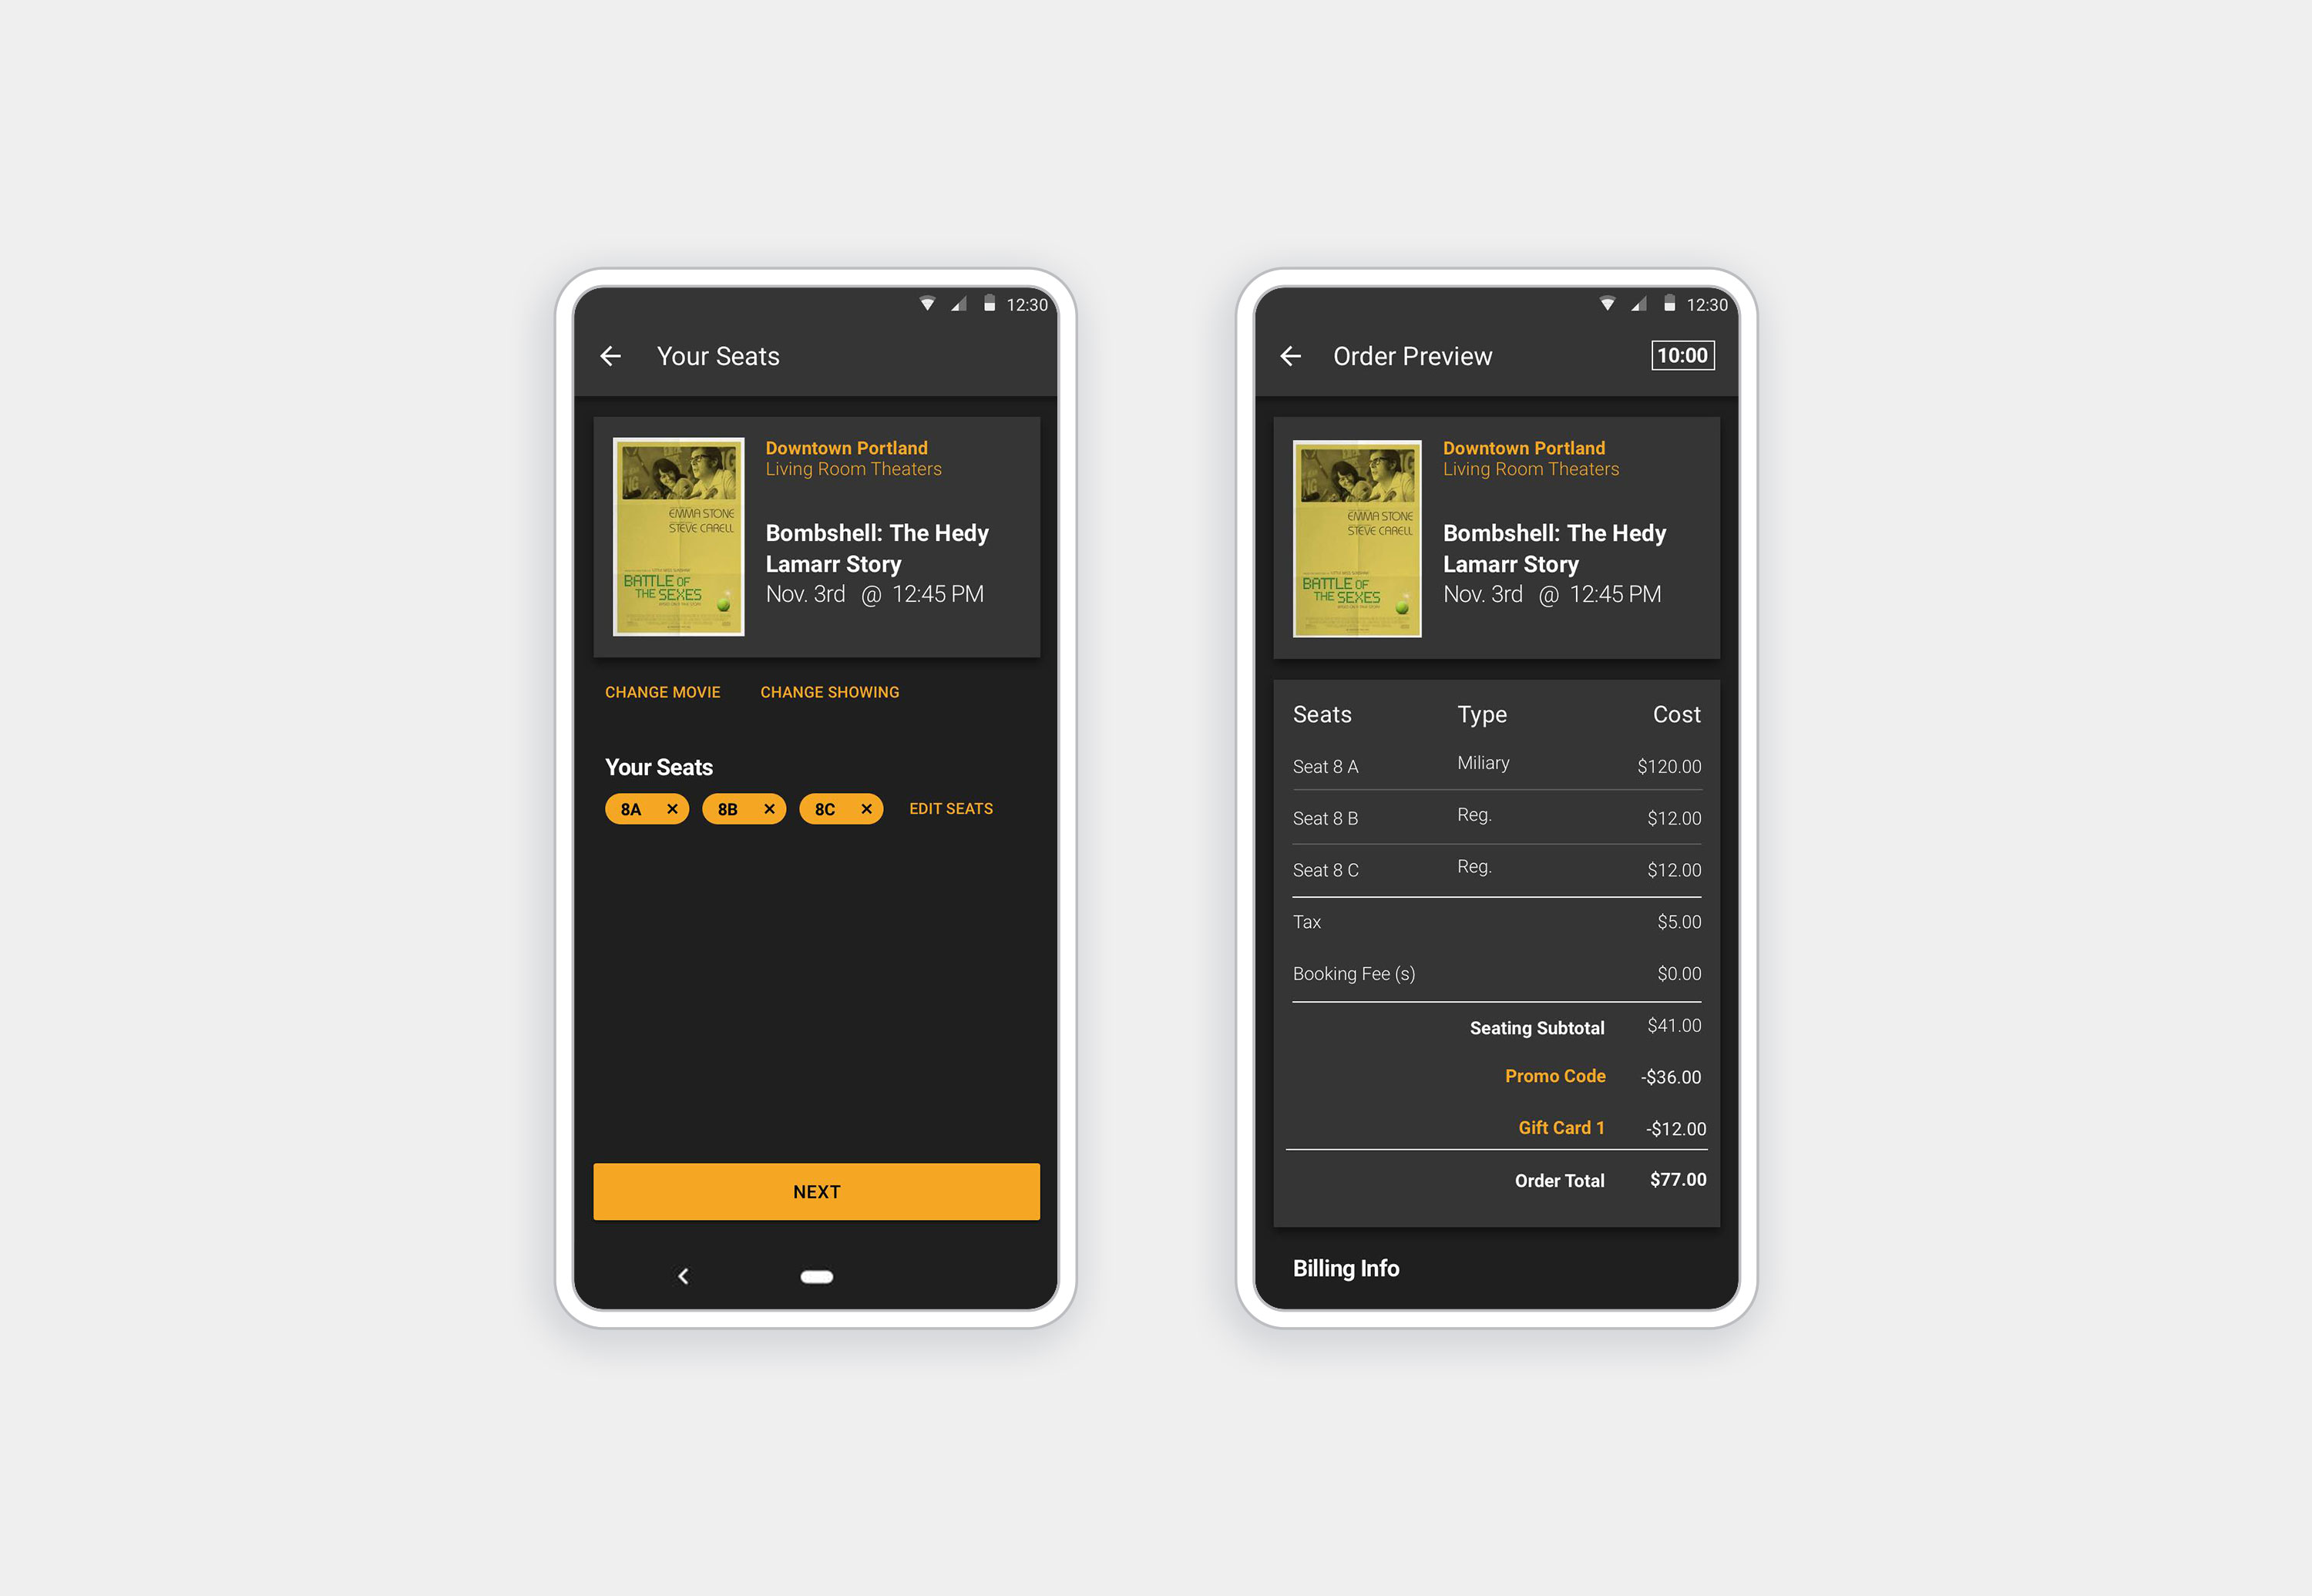 12:30
Your Seats
EMMA STONE
STEVE CARELL
BATTLE OF
THE SEXES
Downtown Portland
Living Room Theaters
Bombshell: The Hedy
Lamarr Story
Nov. 3rd @ 12:45 PM
CHANGE MOVIE CHANGE SHOWING
Your Seats
8A 8B 8C EDIT SEATS
NEXT
12:30
Order Preview 10:00
EMMA STONE
STEVE CARELL
BATTLE OF
THE SEXES
Downtown Portland
Living Room Theaters
Bombshell: The Hedy
Lamarr Story
Nov. 3rd @ 12:45 PM
Seats Type Cost
Seat 8 A Miliary $120.00
Seat 8 B Reg. $12.00
Seat 8 C Reg. $12.00
Tax $5.00
Booking Fee (s) $0.00
Seating Subtotal $41.00
Promo Code -$36.00
Gift Card 1 -$12.00
Order Total $77.00
Billing Info